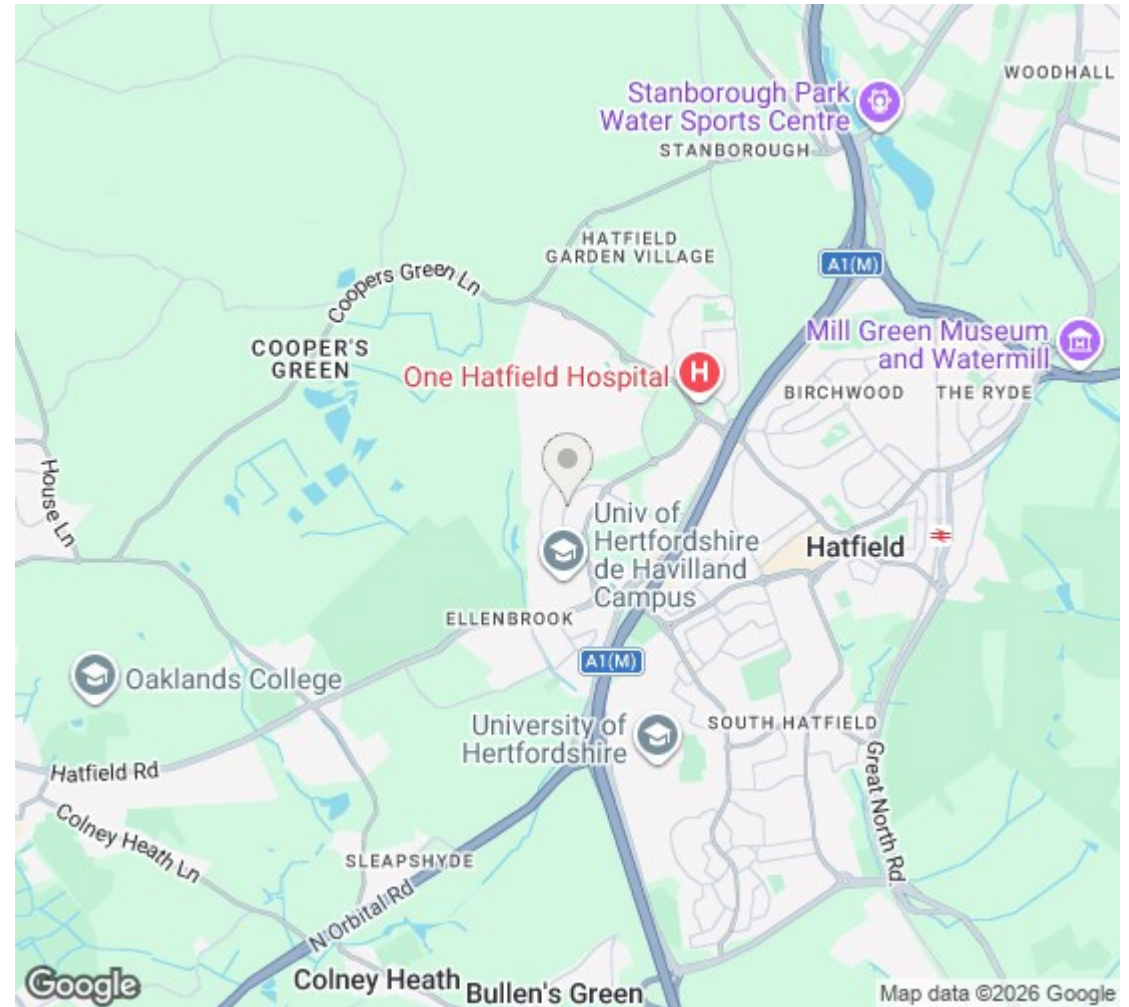 WOODHALL
Stanborough Park
Water Sports Centre
STANBOROUGH
HATFIELD
GARDEN VILLAGE
A1(M)
Coopers Green Ln
Mill Green Museum
and Watermill
COOPER'S
GREEN
One Hatfield Hospital
H
BIRCHWOOD
THE RYDE
House Ln
Univ of
Hertfordshire
de Havilland
Campus
Hatfield
ELLENBROOK
A1(M)
Oaklands College
University of
Hertfordshire
SOUTH HATFIELD
Great North Rd
Hatfield Rd
Colney Heath Ln
SLEAPSHYDE
N Orbital Rd
Colney Heath
Bullen's Green
Google
Map data ©2026 Google